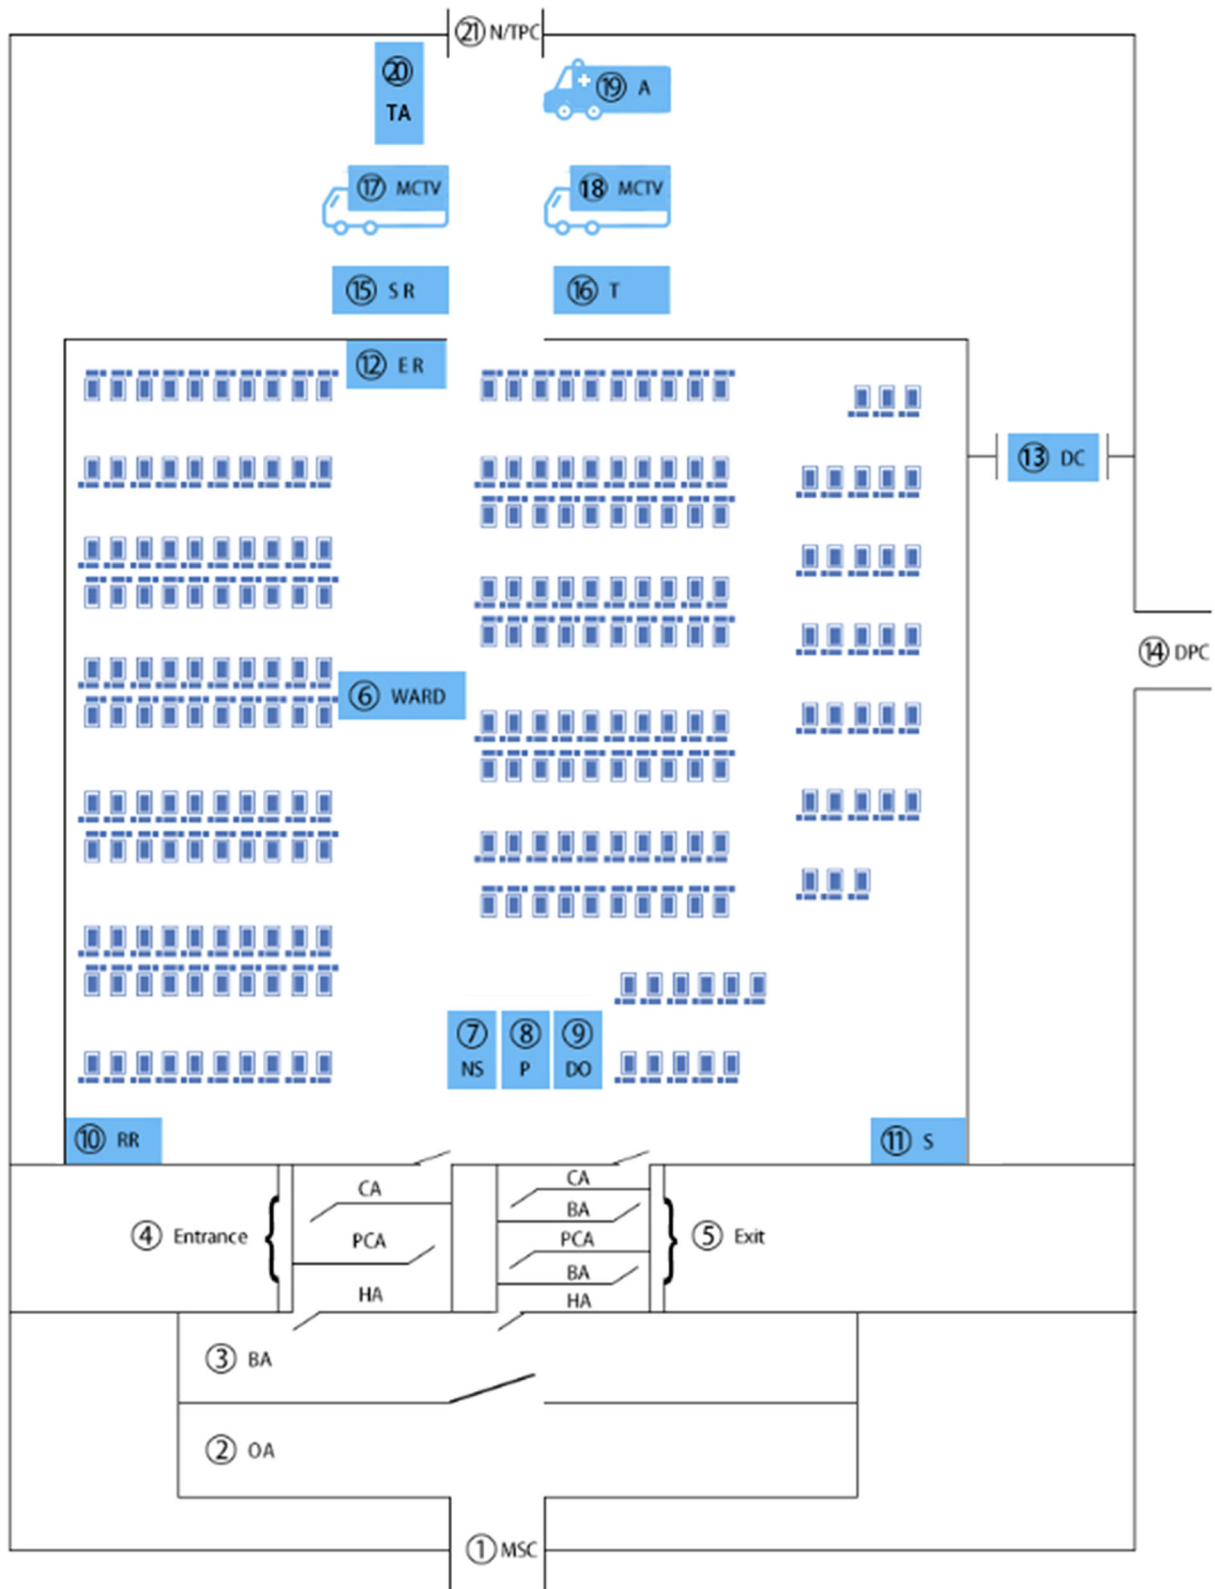 ㉑ N/TPC
⑳
TA
⑲ A
⑰ MCTV
⑱ MCTV
⑮ S R
⑯ T
⑫ E R
⑬ DC
⑭ DPC
⑥ WARD
⑦
NS
⑧
P
⑨
DO
⑩ RR
⑪ S
④ Entrance
CA
PCA
HA
CA
BA
PCA
BA
HA
⑤ Exit
③ BA
② OA
① MSC